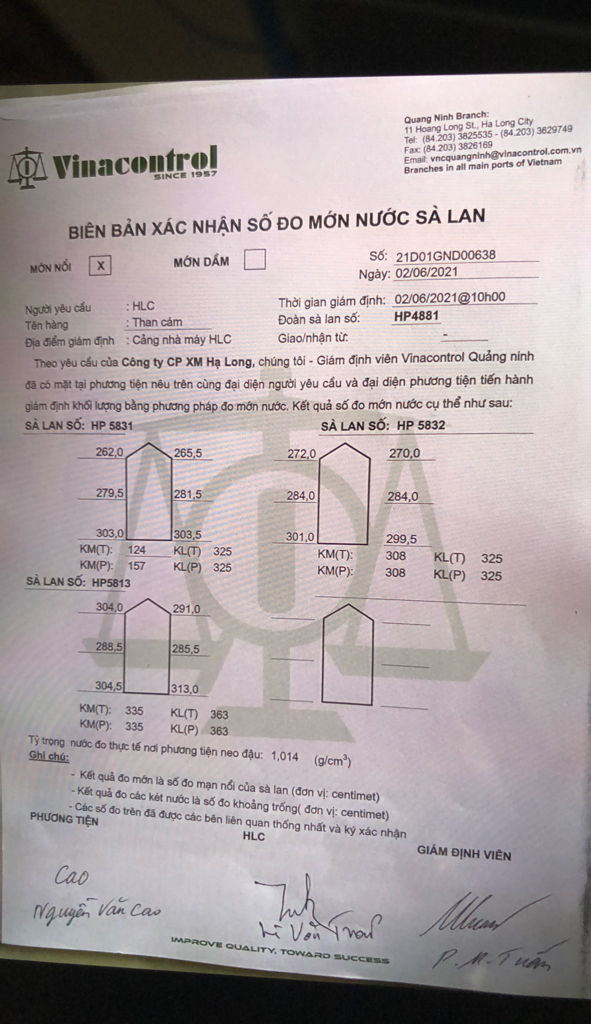 Vinacontrol
SINCE 1957
Quang Ninh Branch:
11 Hoang Long St., Ha Long City
Tel: (84.203) 3825535 - (84.203) 3629749
Fax: (84.203) 3826169
Email: vncquangninh@vinacontrol.com.vn
Branches in all main ports of Vietnam
BIÊN BẢN XÁC NHẬN SỐ ĐO MỚN NƯỚC SÀ LAN
MÓN NỔI X MỚN DẦM Số: 21D01GND00638
Ngày: 02/06/2021
Người yêu cầu : HLC Thời gian giám định: 02/06/2021@10h00
Tên hàng : Than cám Đoàn sà lan số: HP4881
Địa điểm giám định : Cảng nhà máy HLC Giao/nhận từ: -
Theo yêu cầu của Công ty CP XM Hạ Long, chúng tôi - Giám định viên Vinacontrol Quảng ninh
đã có mặt tại phương tiện nêu trên cùng đại diện người yêu cầu và đại diện phương tiện tiến hành
giám định khối lượng bằng phương pháp đo mớn nước. Kết quả số đo mớn nước cụ thể như sau:
SÀ LAN SỐ: HP 5831 SÀ LAN SỐ: HP 5832
262,0 265,5 272,0 270,0
279,5 281,5 284,0 284,0
303,0 303,5 301,0 299,5
KM(T): 124 KL(T) 325 KM(T): 308 KL(T) 325
KM(P): 157 KL(P) 325 KM(P): 308 KL(P) 325
SÀ LAN SỐ: HP5813
304,0 291,0
288,5 285,5
304,5 313,0
KM(T): 335 KL(T) 363
KM(P): 335 KL(P) 363
Tỷ trọng nước đo thực tế nơi phương tiện neo đậu: 1,014 (g/cm³)
Ghi chú:
- Kết quả đo mớn là số đo mạn nổi của sà lan (đơn vị: centimet)
- Kết quả đo các két nước là số đo khoảng trống( đơn vị: centimet)
- Các số đo trên đã được các bên liên quan thống nhất và ký xác nhận
PHƯƠNG TIỆN HLC GIÁM ĐỊNH VIÊN
Cao
Nguyễn Văn Cao
P. M. Tuấn
IMPROVE QUALITY, TOWARD SUCCESS